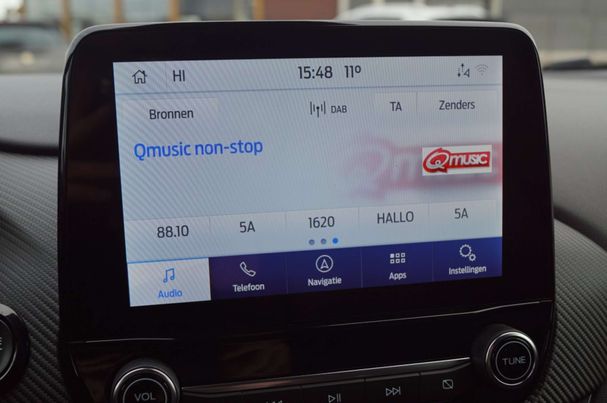 HI 15:48 11°
Bronnen DAB TA Zenders
Qmusic non-stop
Qmusic
88.10 5A 1620 HALLO 5A
Audio Telefoon Navigatie Apps Instellingen
VOL TUNE